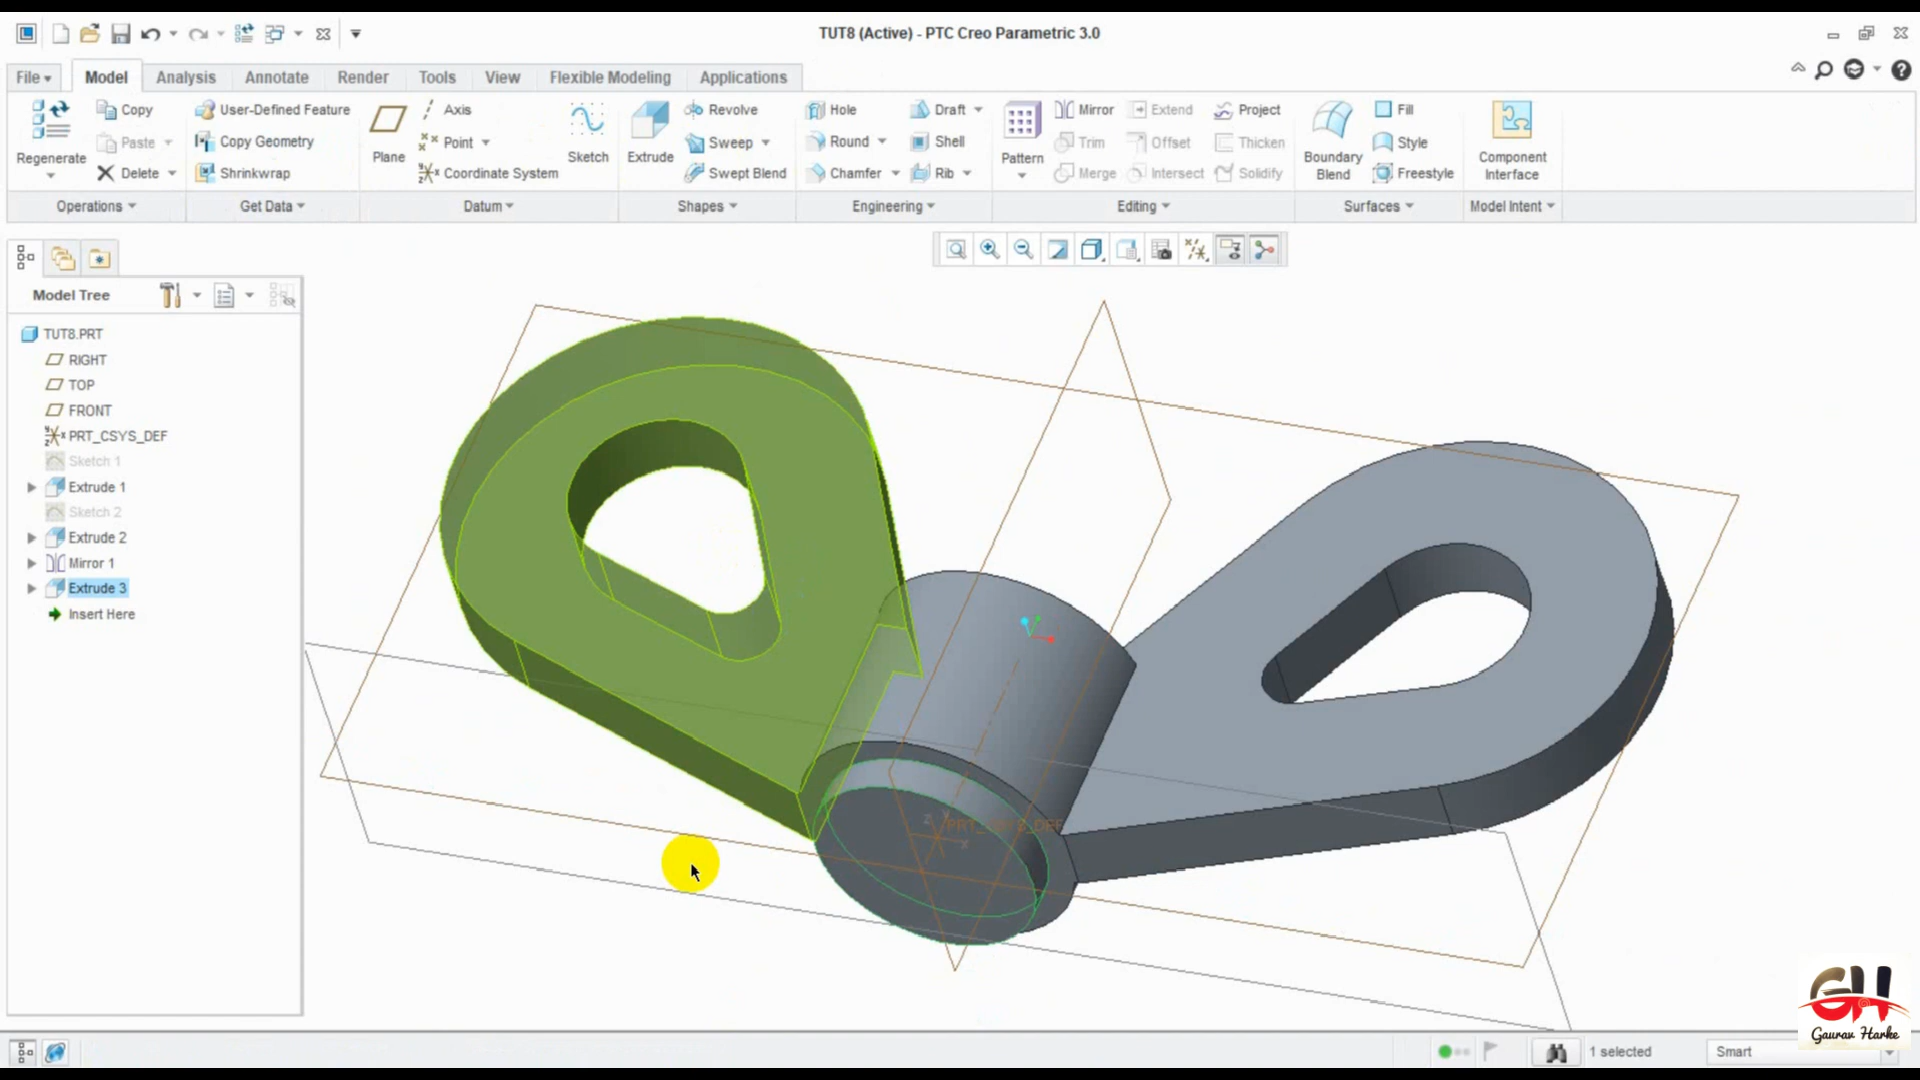 TUT8 (Active) - PTC Creo Parametric 3.0
File Model Analysis Annotate Render Tools View Flexible Modeling Applications
Regenerate
Copy
Paste
Delete
Operations
User-Defined Feature
Copy Geometry
Shrinkwrap
Get Data
Plane
Axis
Point
Coordinate System
Sketch
Datum
Extrude
Revolve
Sweep
Swept Blend
Shapes
Hole
Round
Chamfer
Draft
Shell
Rib
Engineering
Pattern
Mirror
Trim
Merge
Extend
Offset
Intersect
Project
Thicken
Solidify
Editing
Boundary
Blend
Fill
Style
Freestyle
Surfaces
Component
Interface
Model Intent
Model Tree
TUT8.PRT
RIGHT
TOP
FRONT
PRT_CSYS_DEF
Sketch 1
Extrude 1
Sketch 2
Extrude 2
Mirror 1
Extrude 3
Insert Here
PRT_CSYS_DEF
GH
Gaurav Harke
1 selected
Smart